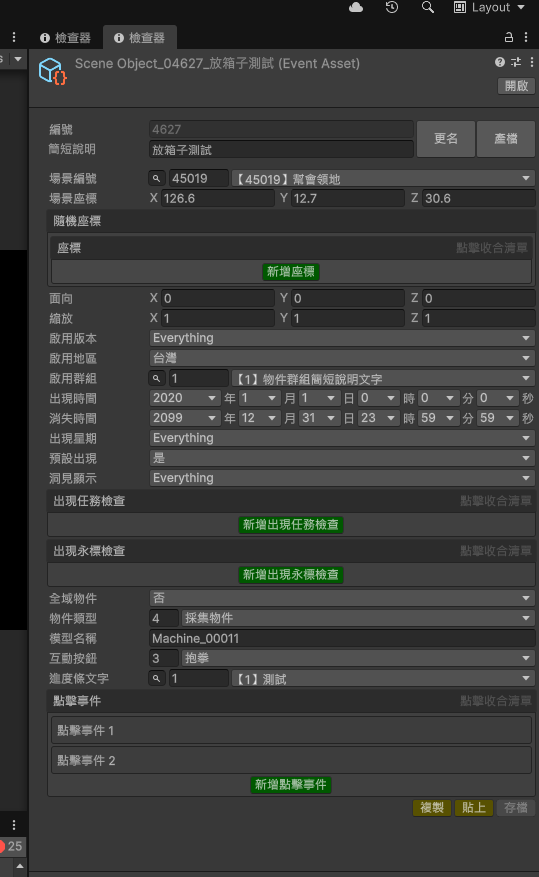 Layout
檢查器 檢查器
s
Scene Object_04627_放箱子測試 (Event Asset)
開啟
編號 4627
簡短說明 放箱子測試
更名 產檔
場景編號 45019 【45019】幫會領地
場景座標 X 126.6 Y 12.7 Z 30.6
隨機座標
座標 點擊收合清單
新增座標
面向 X 0 Y 0 Z 0
縮放 X 1 Y 1 Z 1
啟用版本 Everything
啟用地區 台灣
啟用群組 1 【1】物件群組簡短說明文字
出現時間 2020 年 1 月 1 日 0 時 0 分 0 秒
消失時間 2099 年 12 月 31 日 23 時 59 分 59 秒
出現星期 Everything
預設出現 是
洞見顯示 Everything
出現任務檢查 點擊收合清單
新增出現任務檢查
出現永標檢查 點擊收合清單
新增出現永標檢查
全域物件 否
物件類型 4 採集物件
模型名稱 Machine_00011
互動按鈕 3 抱拳
進度條文字 1 【1】測試
點擊事件 點擊收合清單
點擊事件 1
點擊事件 2
新增點擊事件
複製 貼上 存檔
25